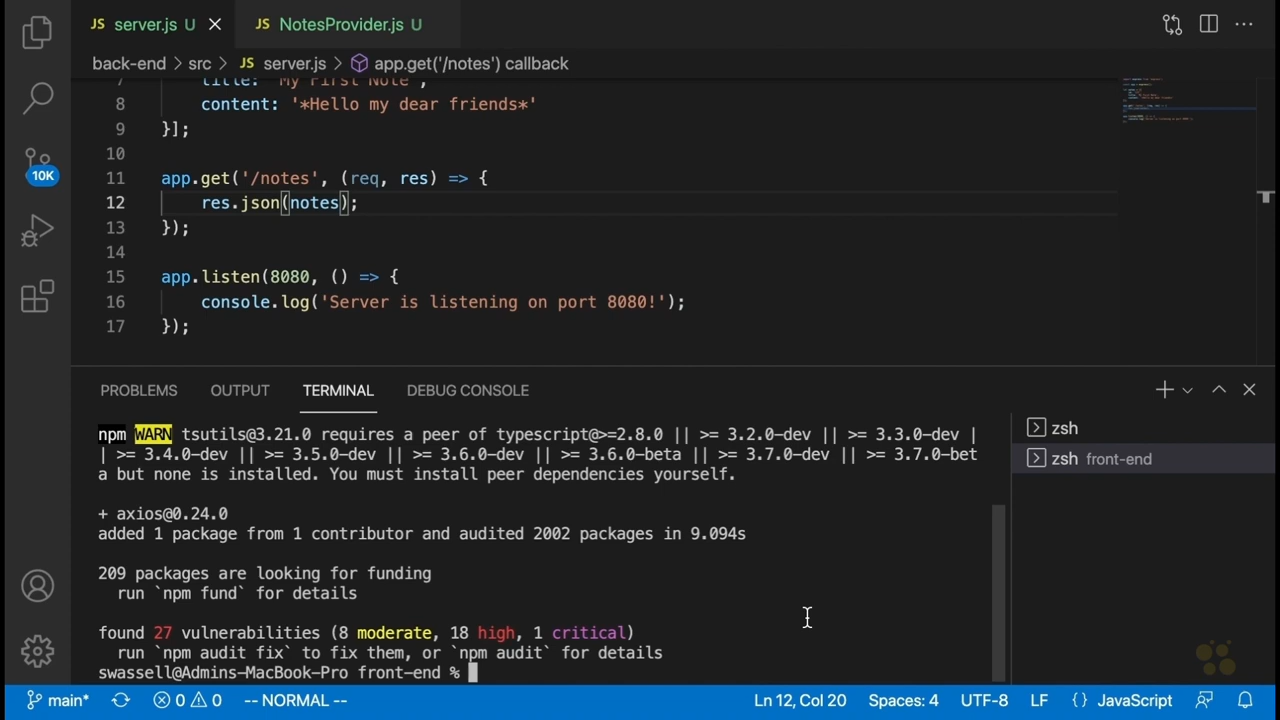 JS server.js U
JS NotesProvider.js U
back-end > src > JS server.js > app.get('/notes') callback
7 title: 'My First Note',
8 content: '*Hello my dear friends*'
9 }];
10
11 app.get('/notes', (req, res) => {
12 res.json(notes);
13 });
14
15 app.listen(8080, () => {
16 console.log('Server is listening on port 8080!');
17 });
10K
PROBLEMS OUTPUT TERMINAL DEBUG CONSOLE
npm WARN tsutils@3.21.0 requires a peer of typescript@>=2.8.0 || >= 3.2.0-dev || >= 3.3.0-dev |
| >= 3.4.0-dev || >= 3.5.0-dev || >= 3.6.0-dev || >= 3.6.0-beta || >= 3.7.0-dev || >= 3.7.0-bet
a but none is installed. You must install peer dependencies yourself.
+ axios@0.24.0
added 1 package from 1 contributor and audited 2002 packages in 9.094s
209 packages are looking for funding
run `npm fund` for details
found 27 vulnerabilities (8 moderate, 18 high, 1 critical)
run `npm audit fix` to fix them, or `npm audit` for details
swassell@Admins-MacBook-Pro front-end %
zsh
zsh front-end
main* 0 0 -- NORMAL -- Ln 12, Col 20 Spaces: 4 UTF-8 LF {} JavaScript